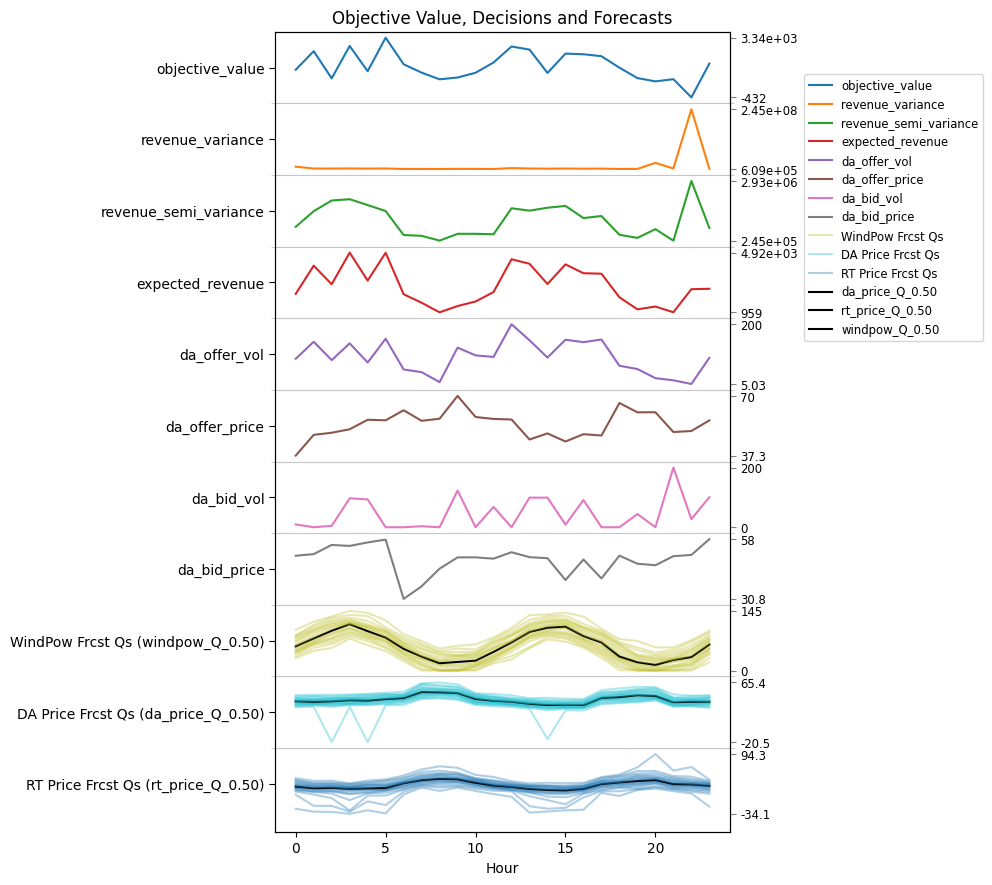 Objective Value, Decisions and Forecasts
objective_value
3.34e+03
-432
revenue_variance
2.45e+08
6.09e+05
revenue_semi_variance
2.93e+06
2.45e+05
expected_revenue
4.92e+03
959
da_offer_vol
200
5.03
da_offer_price
70
37.3
da_bid_vol
200
0
da_bid_price
58
30.8
WindPow Frcst Qs (windpow_Q_0.50)
145
0
DA Price Frcst Qs (da_price_Q_0.50)
65.4
-20.5
RT Price Frcst Qs (rt_price_Q_0.50)
94.3
-34.1
0 5 10 15 20
Hour
objective_value
revenue_variance
revenue_semi_variance
expected_revenue
da_offer_vol
da_offer_price
da_bid_vol
da_bid_price
WindPow Frcst Qs
DA Price Frcst Qs
RT Price Frcst Qs
da_price_Q_0.50
rt_price_Q_0.50
windpow_Q_0.50